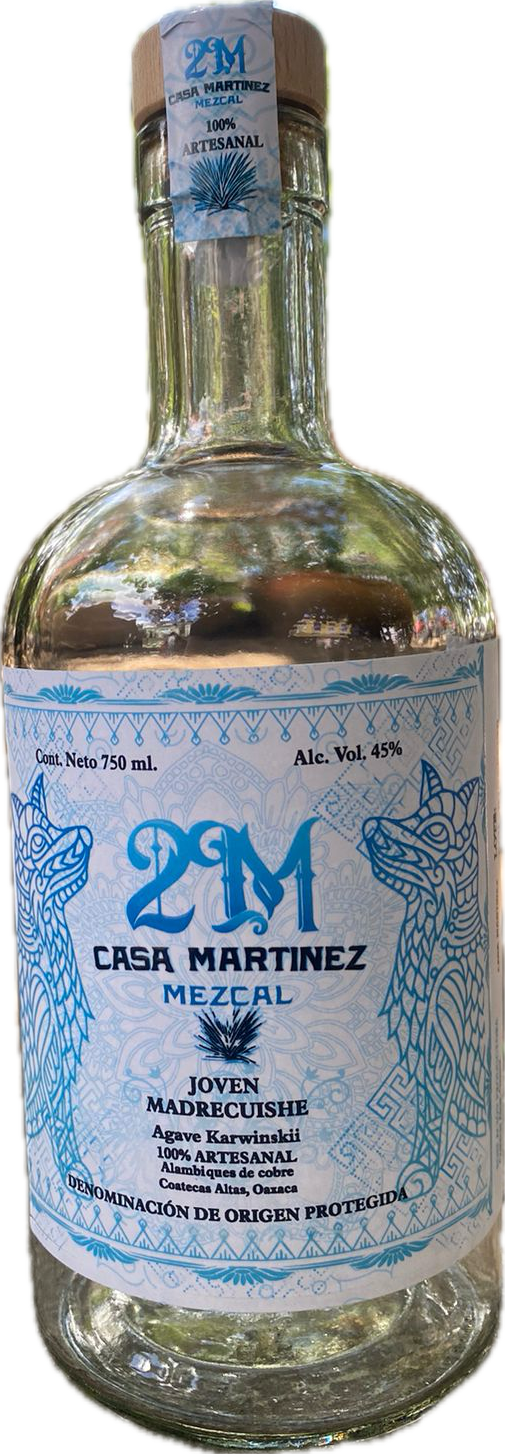 2M
CASA MARTINEZ
MEZCAL
100%
ARTESANAL
Cont. Neto 750 ml.
Alc. Vol. 45%
2M
CASA MARTINEZ
MEZCAL
JOVEN
MADRECUISHE
Agave Karwinskii
100% ARTESANAL
Alambiques de cobre
Coatecas Altas, Oaxaca
DENOMINACIÓN DE ORIGEN PROTEGIDA